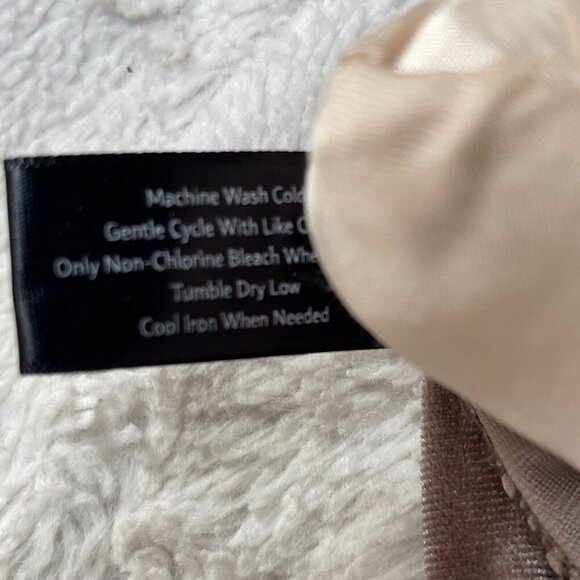 Machine Wash Cold
Gentle Cycle With Like
Only Non-Chlorine Bleach
Tumble Dry Low
Cool Iron When Needed